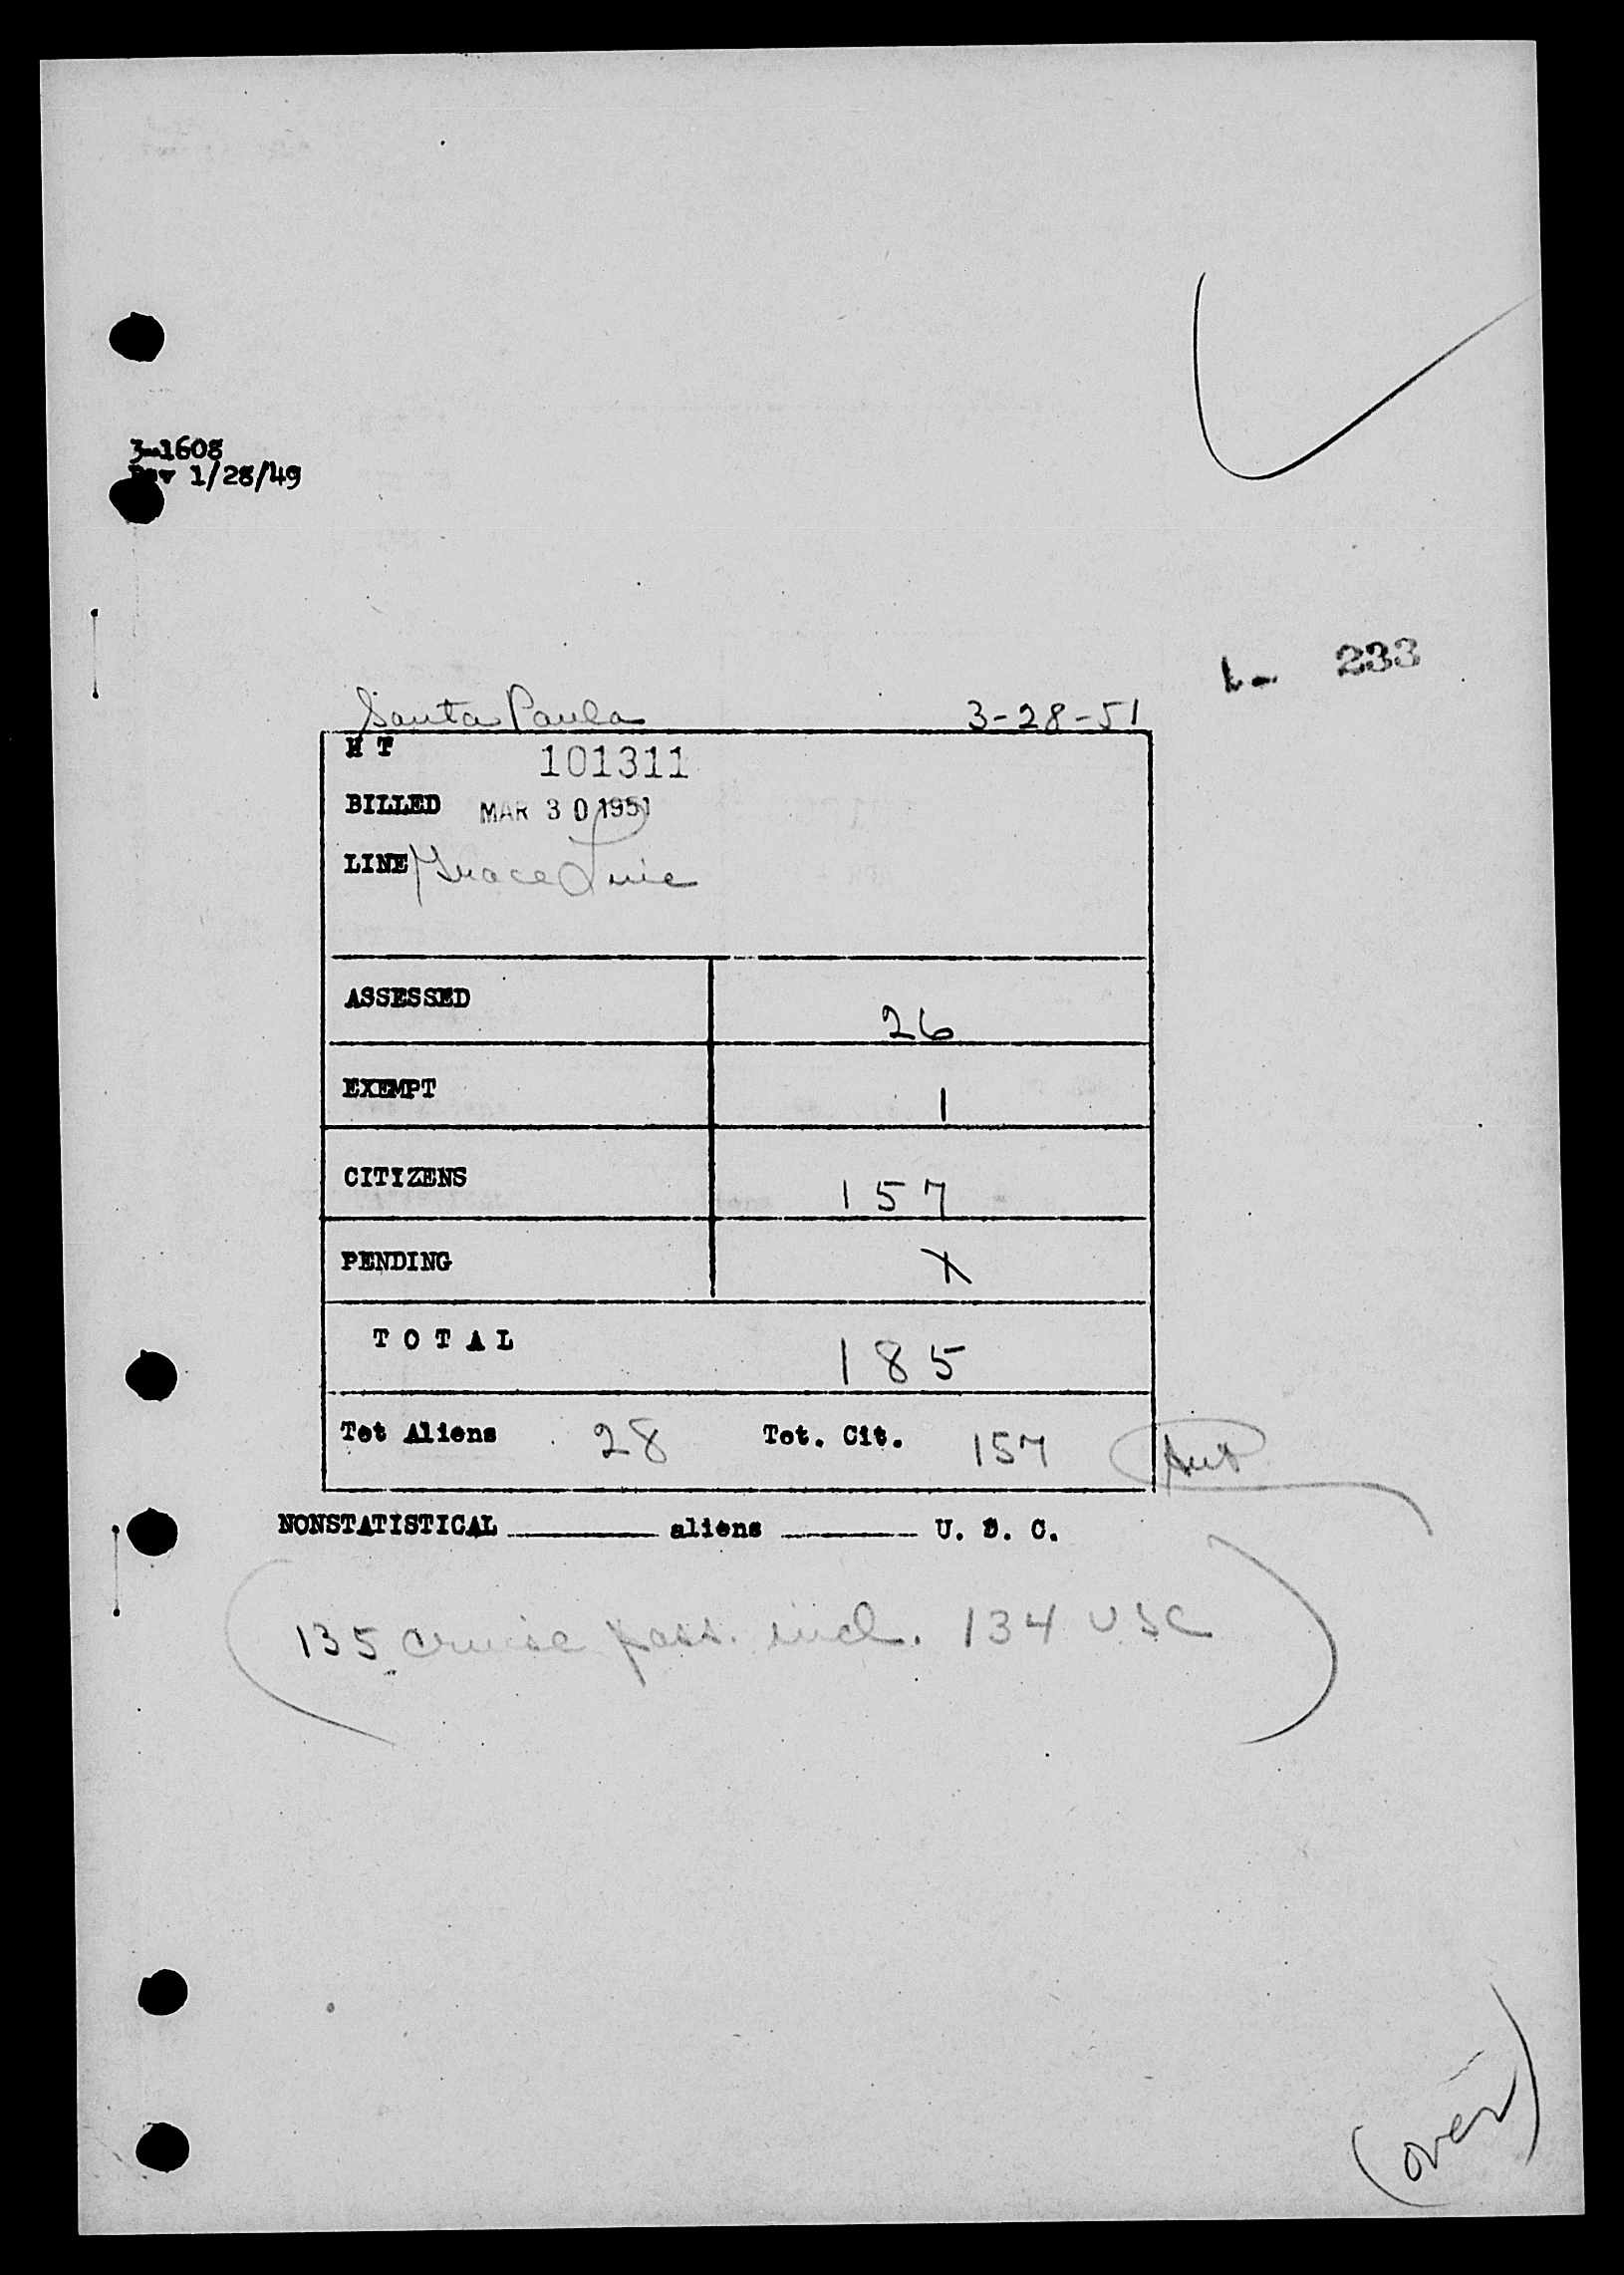 3-1608
Rev 1/28/49
1- 233
Santa Paula 3-28-51
H T 101311
BILLED MAR 30 1951
LINE Grace Line
ASSESSED 26
EXEMPT 1
CITIZENS 157
PENDING X
TOTAL 185
Tot Aliens 28 Tot. Cit. 157
NONSTATISTICAL aliens U. S. C.
(135 cruise pass. incl. 134 USC)
(over)